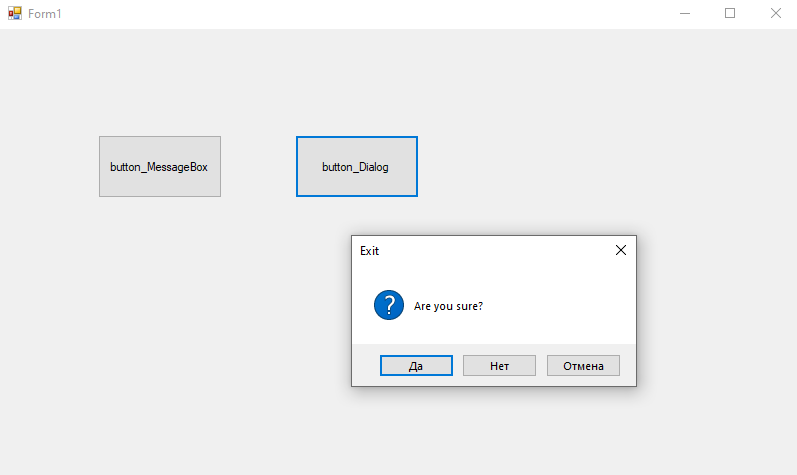 Form1
button_MessageBox
button_Dialog
Exit
?
Are you sure?
Да
Нет
Отмена